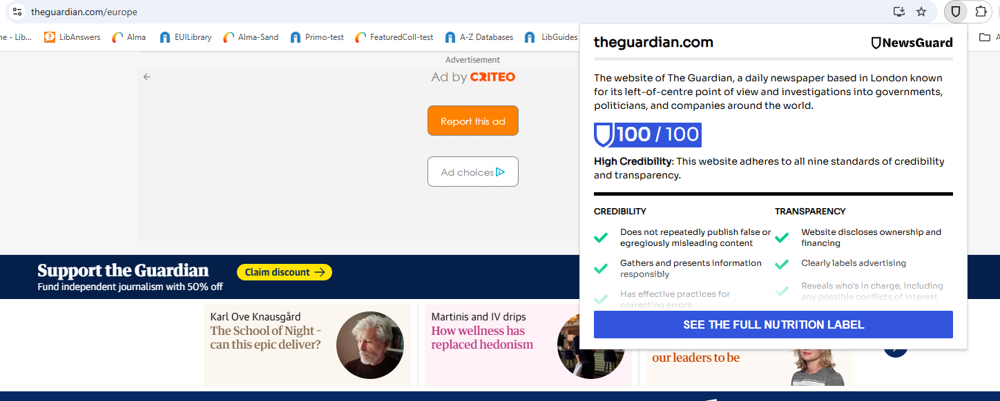 theguardian.com/europe
ne - Lib...
LibAnswers
Alma
EUILibrary
Alma-Sand
Primo-test
FeaturedColl-test
A-Z Databases
LibGuides
A
Advertisement
Ad by CRITEO
Report this ad
Ad choices
theguardian.com
NewsGuard
The website of The Guardian, a daily newspaper based in London known
for its left-of-centre point of view and investigations into governments,
politicians, and companies around the world.
100 / 100
High Credibility: This website adheres to all nine standards of credibility
and transparency.
CREDIBILITY
Does not repeatedly publish false or
egregiously misleading content
Gathers and presents information
responsibly
Has effective practices for
correcting errors
TRANSPARENCY
Website discloses ownership and
financing
Clearly labels advertising
Reveals who's in charge, including
any possible conflicts of interest
SEE THE FULL NUTRITION LABEL
Support the Guardian
Fund independent journalism with 50% off
Claim discount
Karl Ove Knausgård
The School of Night –
can this epic deliver?
Martinis and IV drips
How wellness has
replaced hedonism
our leaders to be